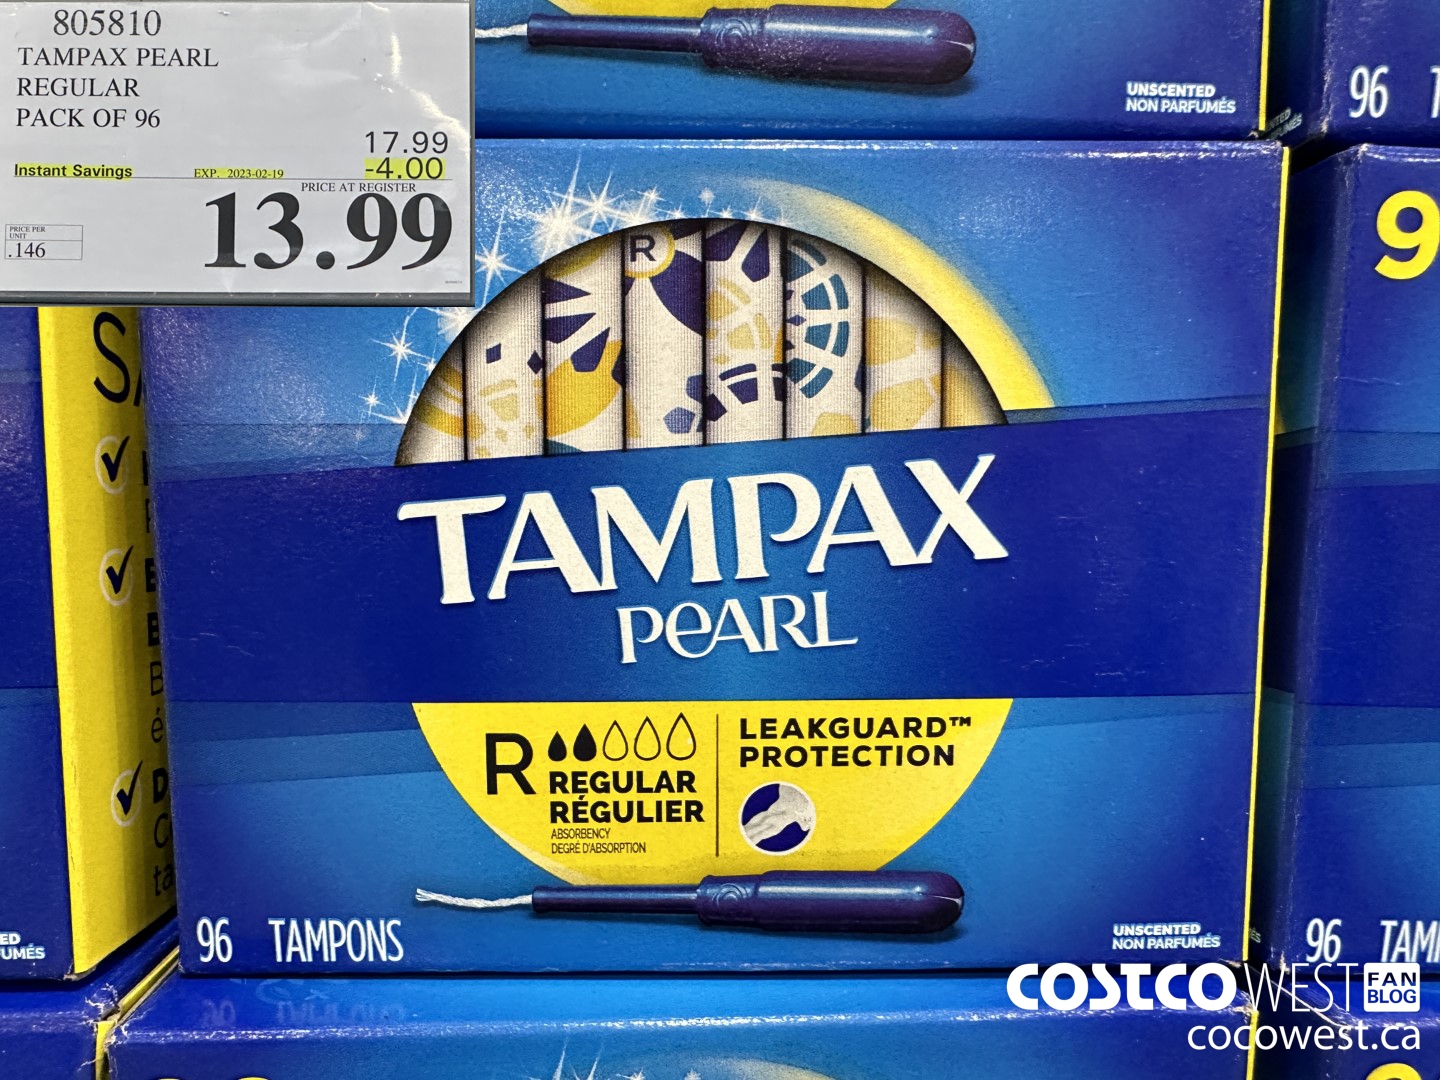 805810
TAMPAX PEARL
REGULAR
PACK OF 96
17.99
Instant Savings EXP. 2023-02-19 -4.00
PRICE AT REGISTER
13.99
PRICE PER
UNIT
.146
UNSCENTED
NON PARFUMÉS
96
9
R
TAMPAX
PEARL
R
REGULAR
RÉGULIER
ABSORBENCY
DEGRÉ D'ABSORPTION
LEAKGUARD™
PROTECTION
96 TAMPONS
UNSCENTED
NON PARFUMÉS
96
COSTCO WEST FAN BLOG
cocowest.ca